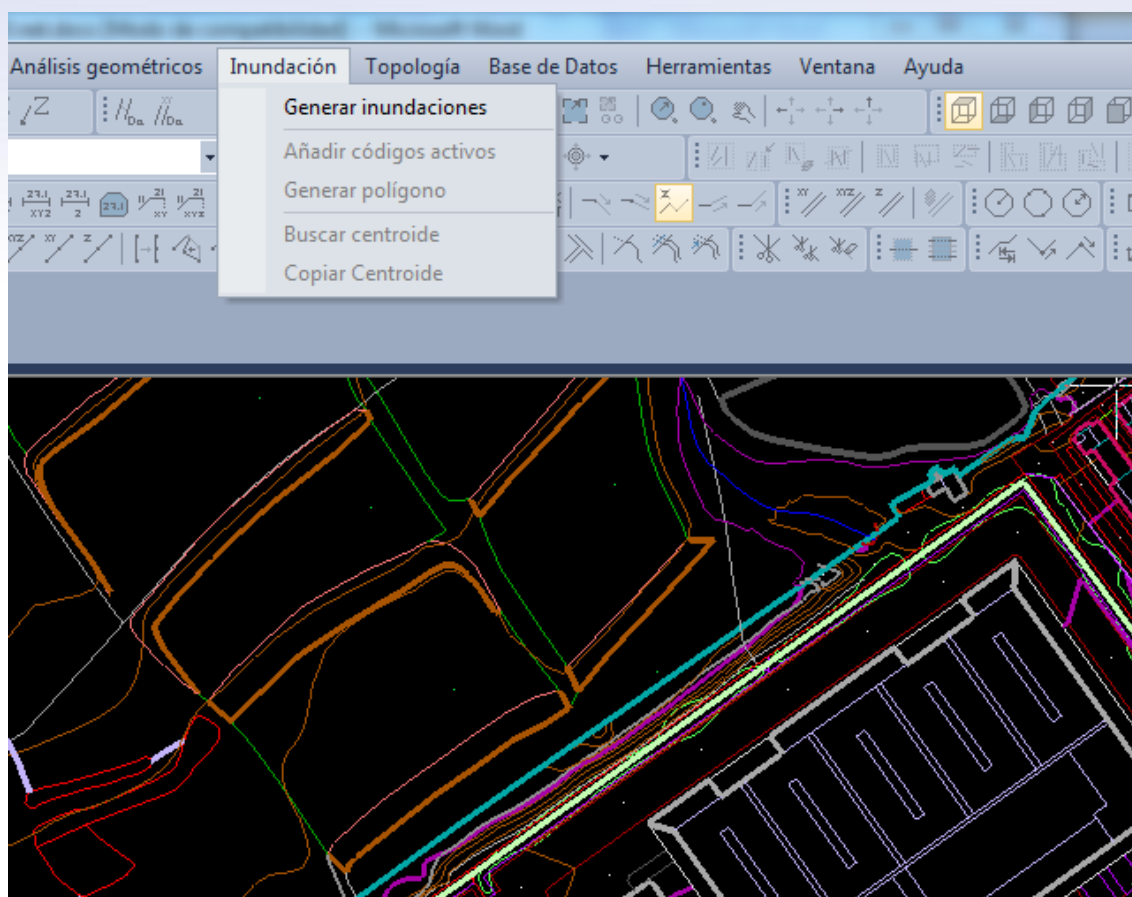 Análisis geométricos Inundación Topología Base de Datos Herramientas Ventana Ayuda
Generar inundaciones
Añadir códigos activos
Generar polígono
Buscar centroide
Copiar Centroide